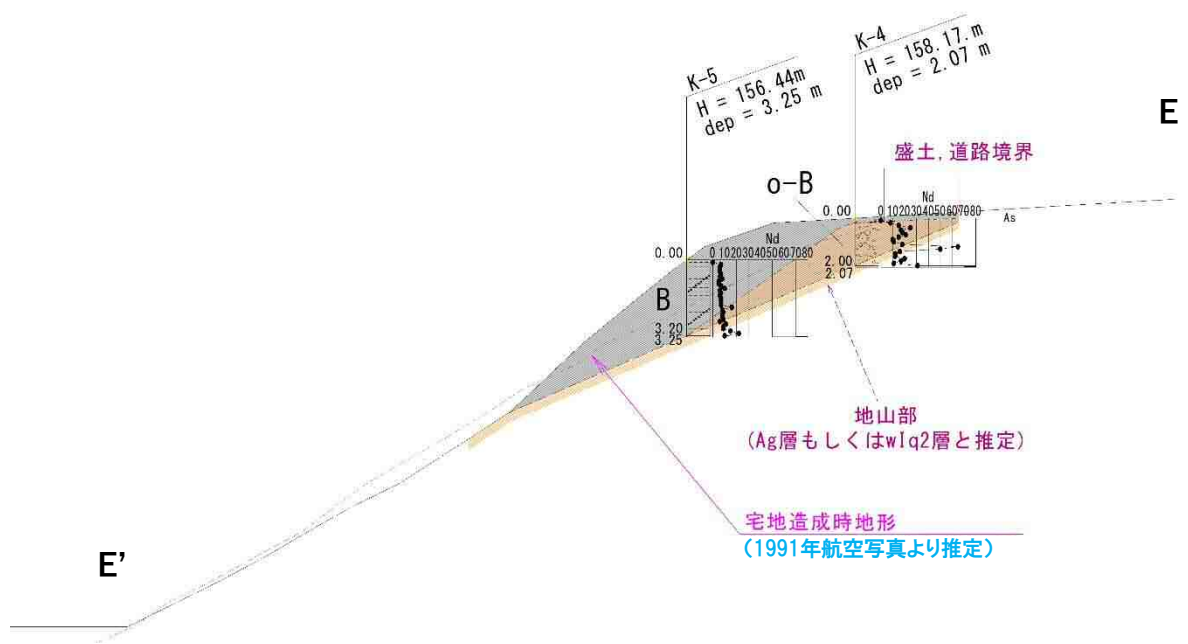 K-4
H = 158.17.m
dep = 2.07 m
K-5
H = 156.44m
dep = 3.25 m
E
盛土,道路境界
o-B
Nd
0.00
0 10 20 30 40 50 60 70 80
As
Nd
0.00
0 10 20 30 40 50 60 70 80
2.00
2.07
B
3.20
3.25
地山部
(Ag層もしくはwIq2層と推定)
宅地造成時地形
(1991年航空写真より推定)
E'